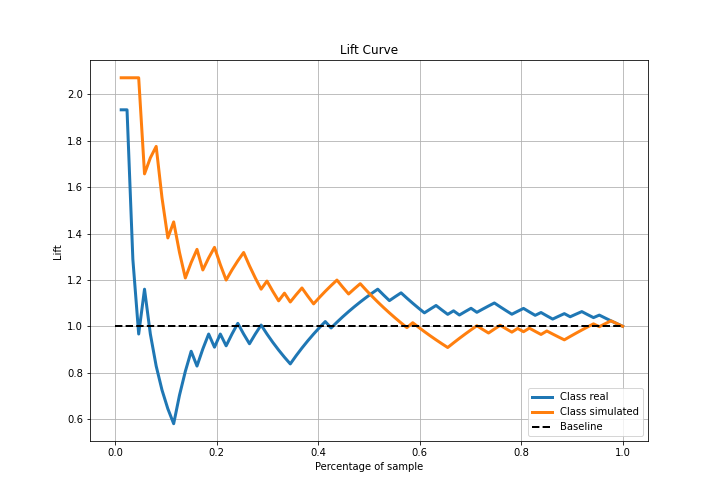 Lift Curve
2.0
1.8
1.6
1.4
1.2
1.0
0.8
0.6
Lift
0.0 0.2 0.4 0.6 0.8 1.0
Percentage of sample
Class real
Class simulated
Baseline